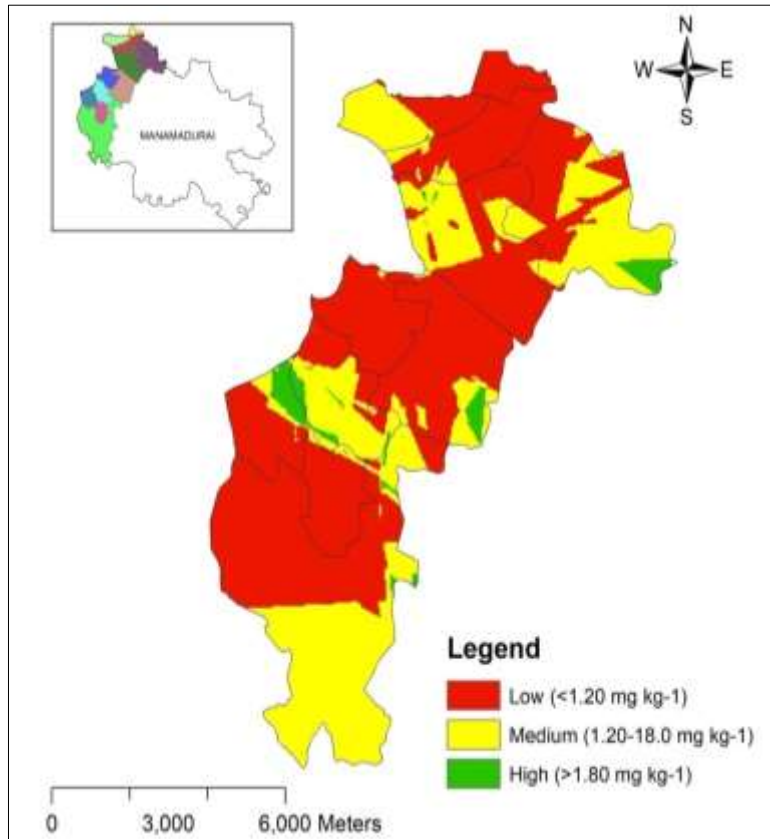 MANAMADURAI
N
W E
S
Legend
Low (<1.20 mg kg-1)
Medium (1.20-18.0 mg kg-1)
High (>1.80 mg kg-1)
0 3,000 6,000 Meters